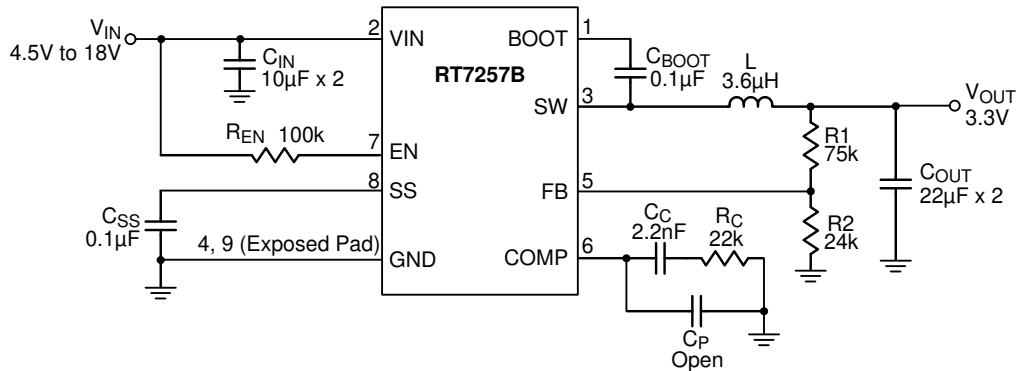 VIN
4.5V to 18V
CIN
10µF x 2
REN 100k
CSS
0.1µF
4, 9 (Exposed Pad)
2
7
8
VIN
EN
SS
GND
RT7257B
BOOT
SW
FB
COMP
1
3
5
6
CBOOT
0.1µF
L
3.6µH
VOUT
3.3V
R1
75k
COUT
22µF x 2
R2
24k
CC
2.2nF
RC
22k
CP
Open